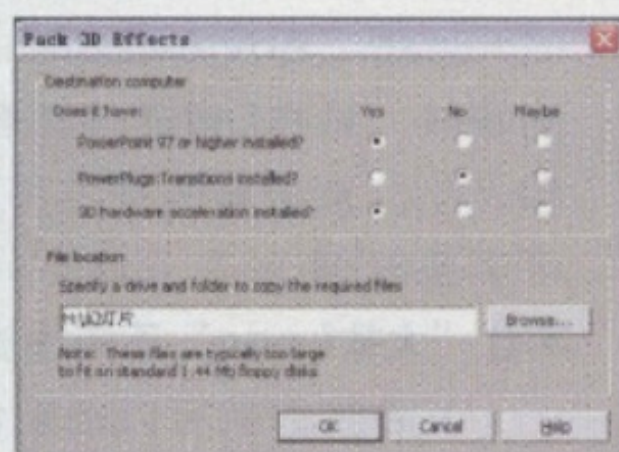 Pack 3D Effects
Destination computer
Does it have: Yes No Maybe
PowerPoint 97 or higher installed?
PowerPlugs: Transitions installed?
3D hardware acceleration installed?
File location
Specify a drive and folder to copy the required files
Browse...
Note: These files are typically too large
to fit on standard 1.44 Mb floppy disks
OK Cancel Help